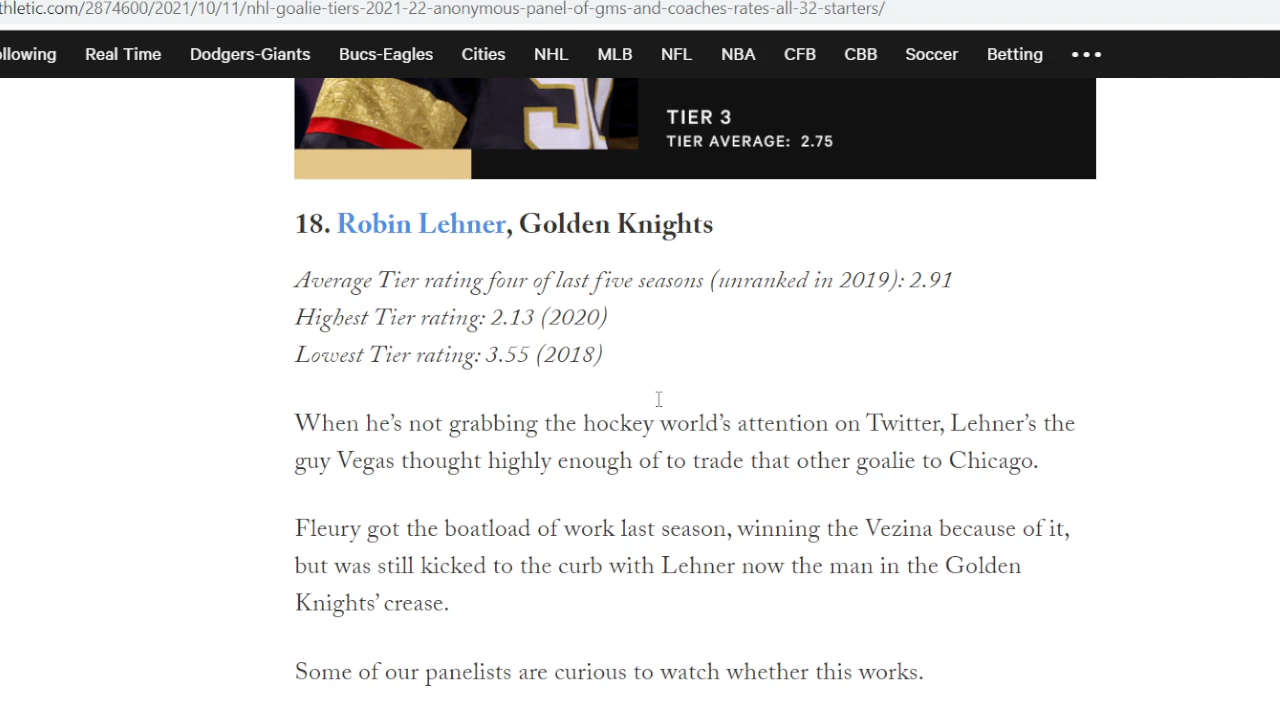 thletic.com/2874600/2021/10/11/nhl-goalie-tiers-2021-22-anonymous-panel-of-gms-and-coaches-rates-all-32-starters/
ollowing Real Time Dodgers-Giants Bucs-Eagles Cities NHL MLB NFL NBA CFB CBB Soccer Betting •••
TIER 3
TIER AVERAGE: 2.75
18. Robin Lehner, Golden Knights
Average Tier rating four of last five seasons (unranked in 2019): 2.91
Highest Tier rating: 2.13 (2020)
Lowest Tier rating: 3.55 (2018)
When he’s not grabbing the hockey world’s attention on Twitter, Lehner’s the
guy Vegas thought highly enough of to trade that other goalie to Chicago.
Fleury got the boatload of work last season, winning the Vezina because of it,
but was still kicked to the curb with Lehner now the man in the Golden
Knights’ crease.
Some of our panelists are curious to watch whether this works.